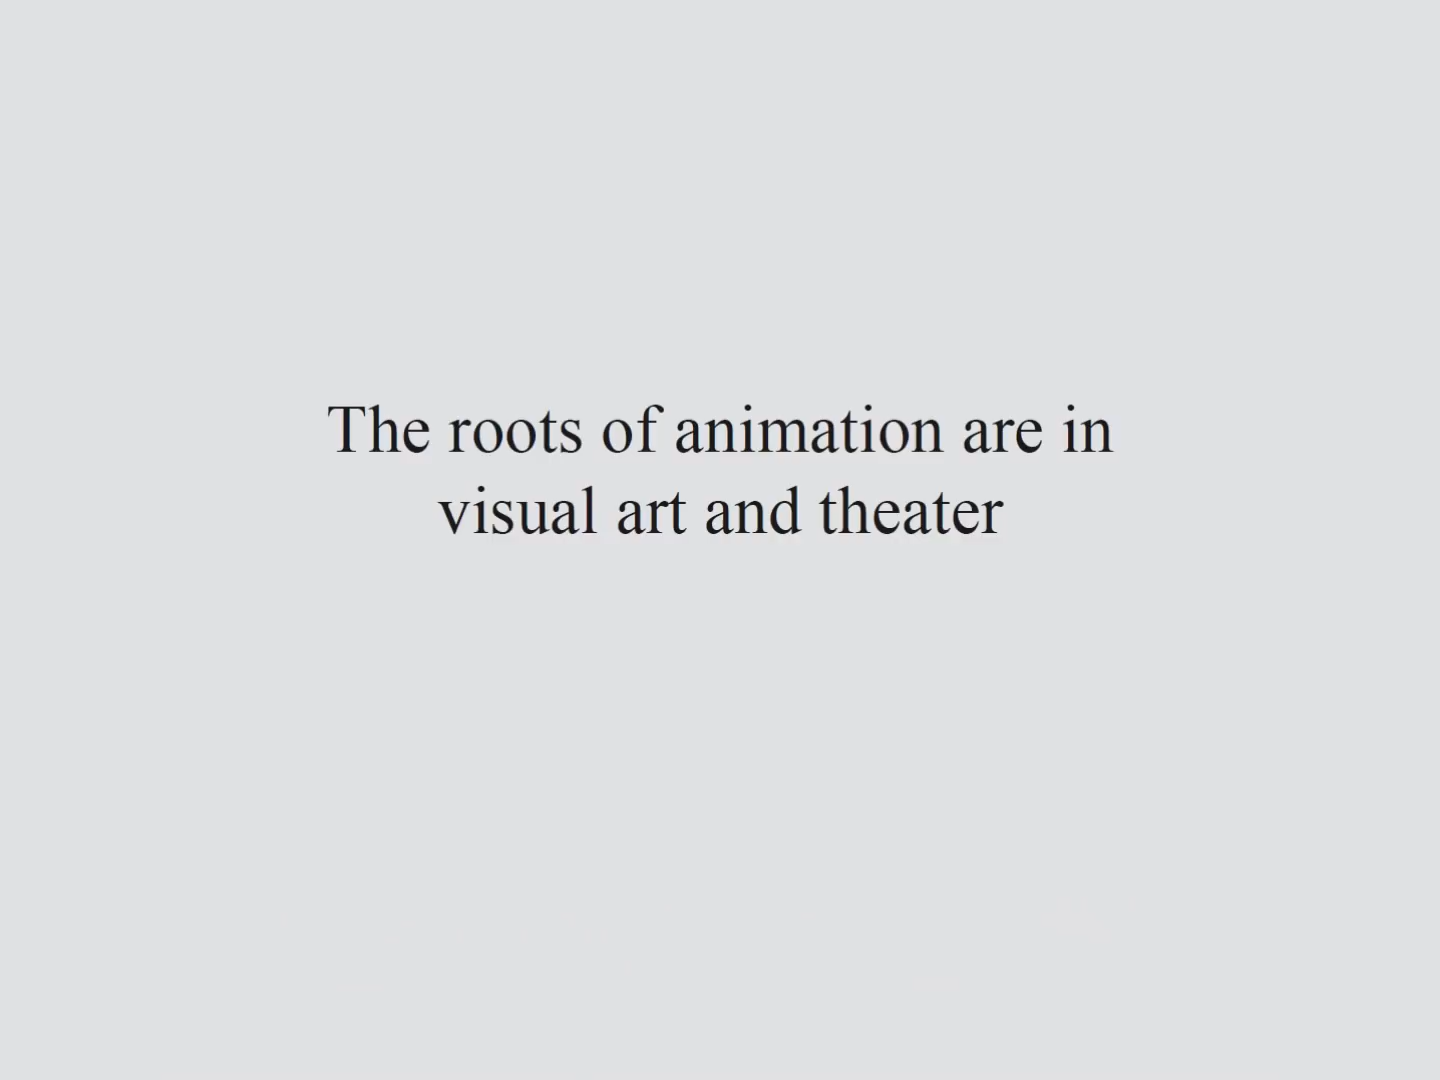 The roots of animation are in
visual art and theater